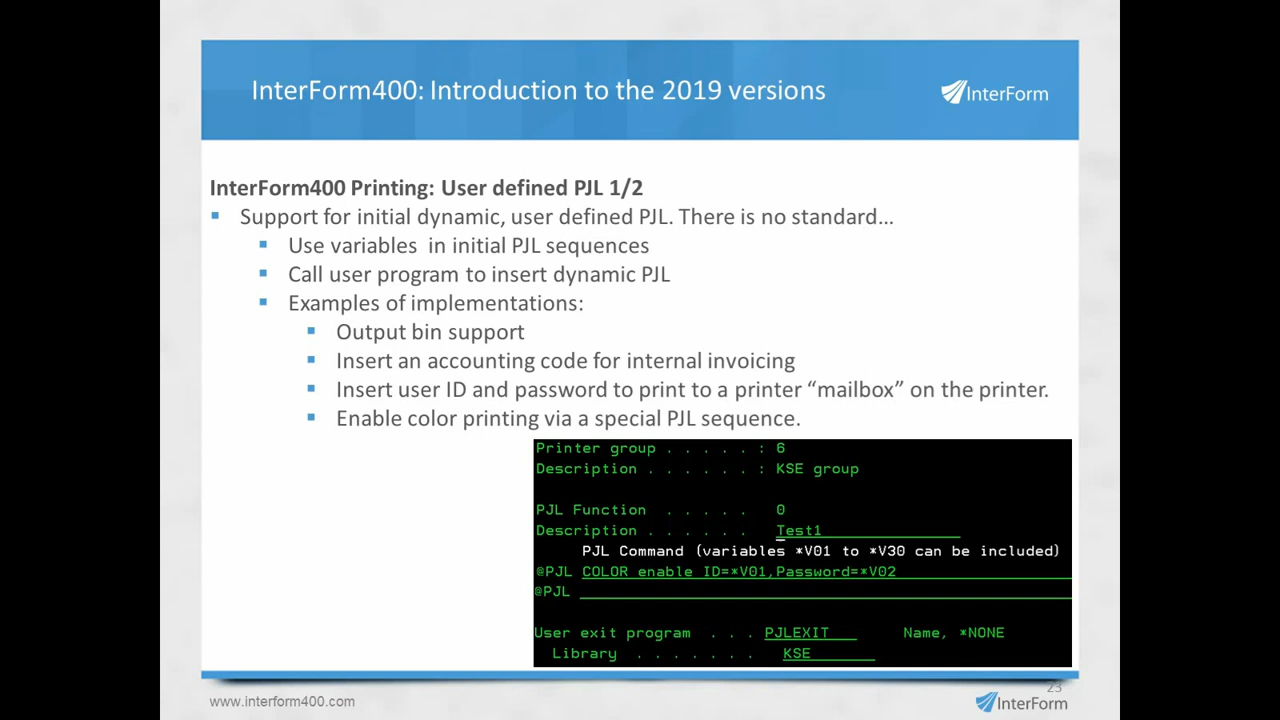 InterForm400: Introduction to the 2019 versions
InterForm
InterForm400 Printing: User defined PJL 1/2
Support for initial dynamic, user defined PJL. There is no standard…
Use variables  in initial PJL sequences
Call user program to insert dynamic PJL
Examples of implementations:
Output bin support
Insert an accounting code for internal invoicing
Insert user ID and password to print to a printer “mailbox” on the printer.
Enable color printing via a special PJL sequence.
Printer group . . . . . : 6
Description . . . . . . : KSE group
PJL Function  . . . . .   0
Description . . . . . .   Test1
PJL Command (variables *V01 to *V30 can be included)
@PJL COLOR enable ID=*V01,Password=*V02
@PJL
User exit program  . . . PJLEXIT     Name, *NONE
Library  . . . . . . .   KSE
23
www.interform400.com
InterForm